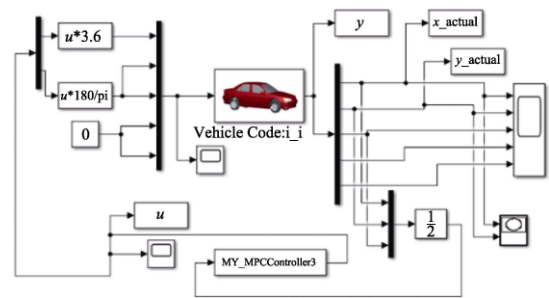 u*3.6
y
x_actual
y_actual
u*180/pi
0
Vehicle Code:i_i
u
MY_MPCController3
1
2